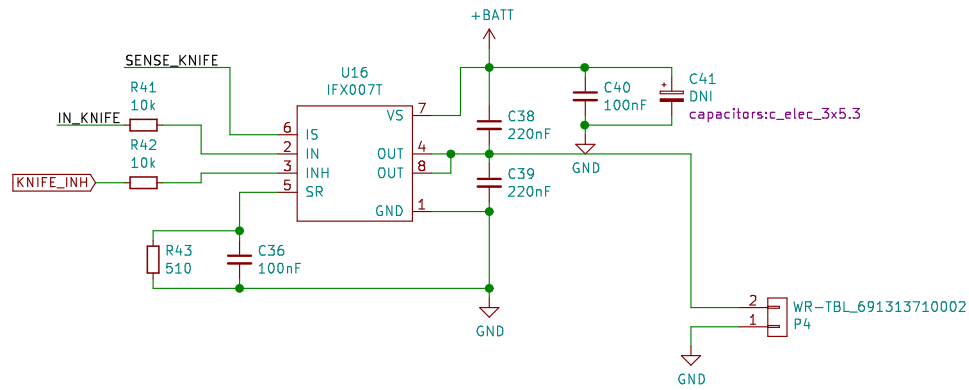 +BATT
SENSE_KNIFE
R41
10k
IN_KNIFE
R42
10k
KNIFE_INH
U16
IFX007T
6
IS
2
IN
3
INH
5
SR
VS
7
OUT
4
OUT
8
GND
1
C38
220nF
C39
220nF
C40
100nF
+
C41
DNI
capacitors:c_elec_3x5.3
GND
R43
510
C36
100nF
GND
2
1
WR-TBL_691313710002
P4
GND